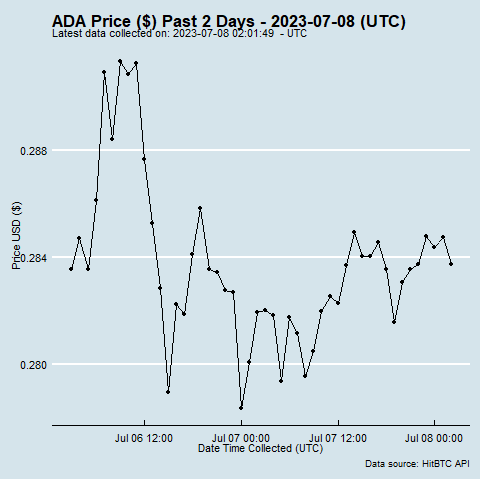 ADA Price ($) Past 2 Days - 2023-07-08 (UTC)
Latest data collected on: 2023-07-08 02:01:49  - UTC
0.288
0.284
0.280
Price USD ($)
Jul 06 12:00
Jul 07 00:00
Jul 07 12:00
Jul 08 00:00
Date Time Collected (UTC)
Data source: HitBTC API